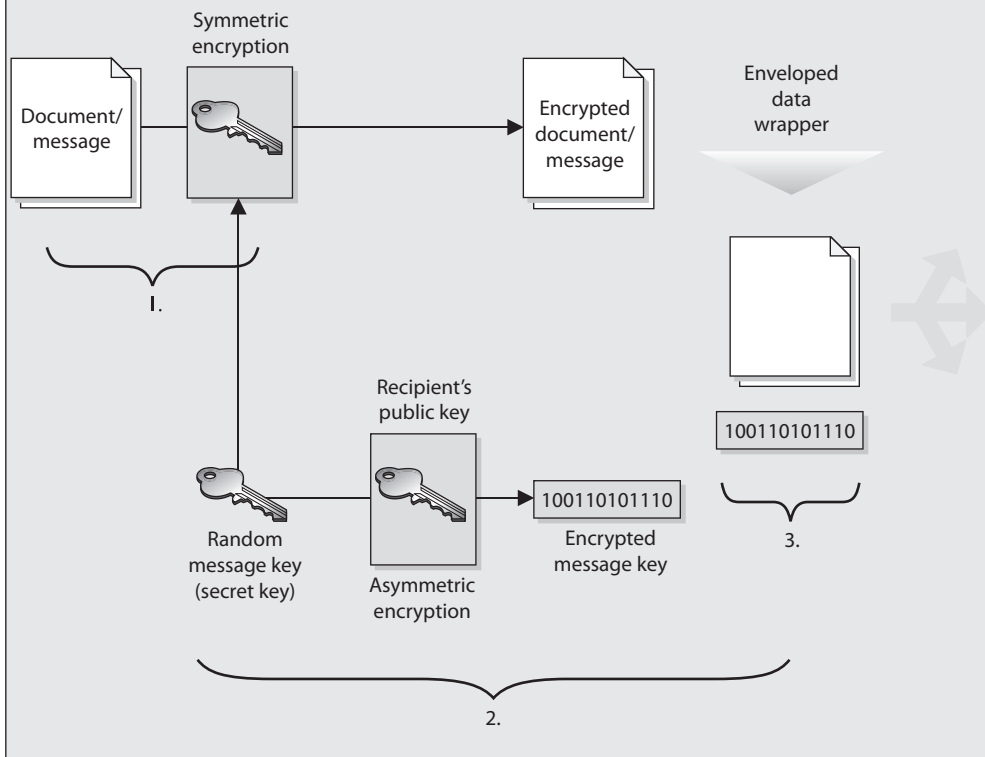 Symmetric
encryption
Document/
message
Encrypted
document/
message
Enveloped
data
wrapper
1.
Recipient's
public key
100110101110
Random
message key
(secret key)
Asymmetric
encryption
100110101110
Encrypted
message key
3.
2.